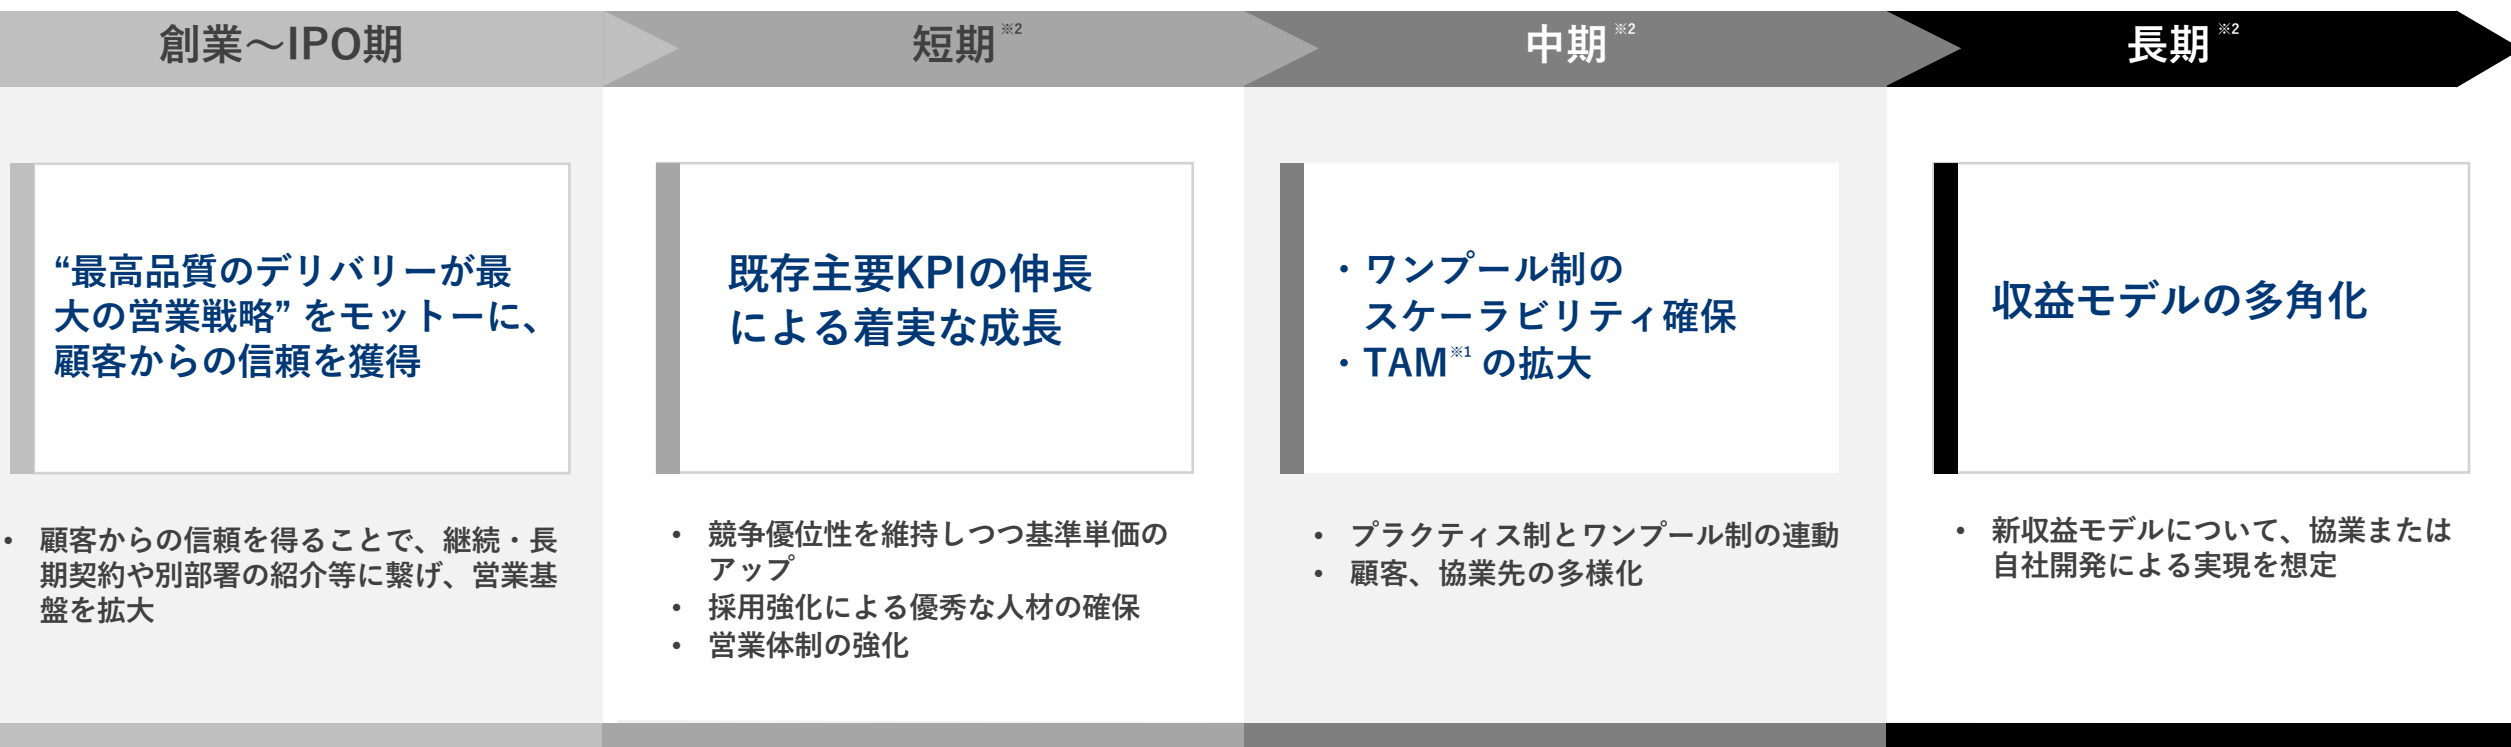 創業～IPO期
短期※2
中期※2
長期※2
“最高品質のデリバリーが最
大の営業戦略” をモットーに、
顧客からの信頼を獲得
• 顧客からの信頼を得ることで、継続・長
期契約や別部署の紹介等に繋げ、営業基
盤を拡大
既存主要KPIの伸長
による着実な成長
• 競争優位性を維持しつつ基準単価の
アップ
• 採用強化による優秀な人材の確保
• 営業体制の強化
・ワンプール制の
スケーラビリティ確保
・TAM※1 の拡大
• プラクティス制とワンプール制の連動
• 顧客、協業先の多様化
収益モデルの多角化
• 新収益モデルについて、協業または
自社開発による実現を想定